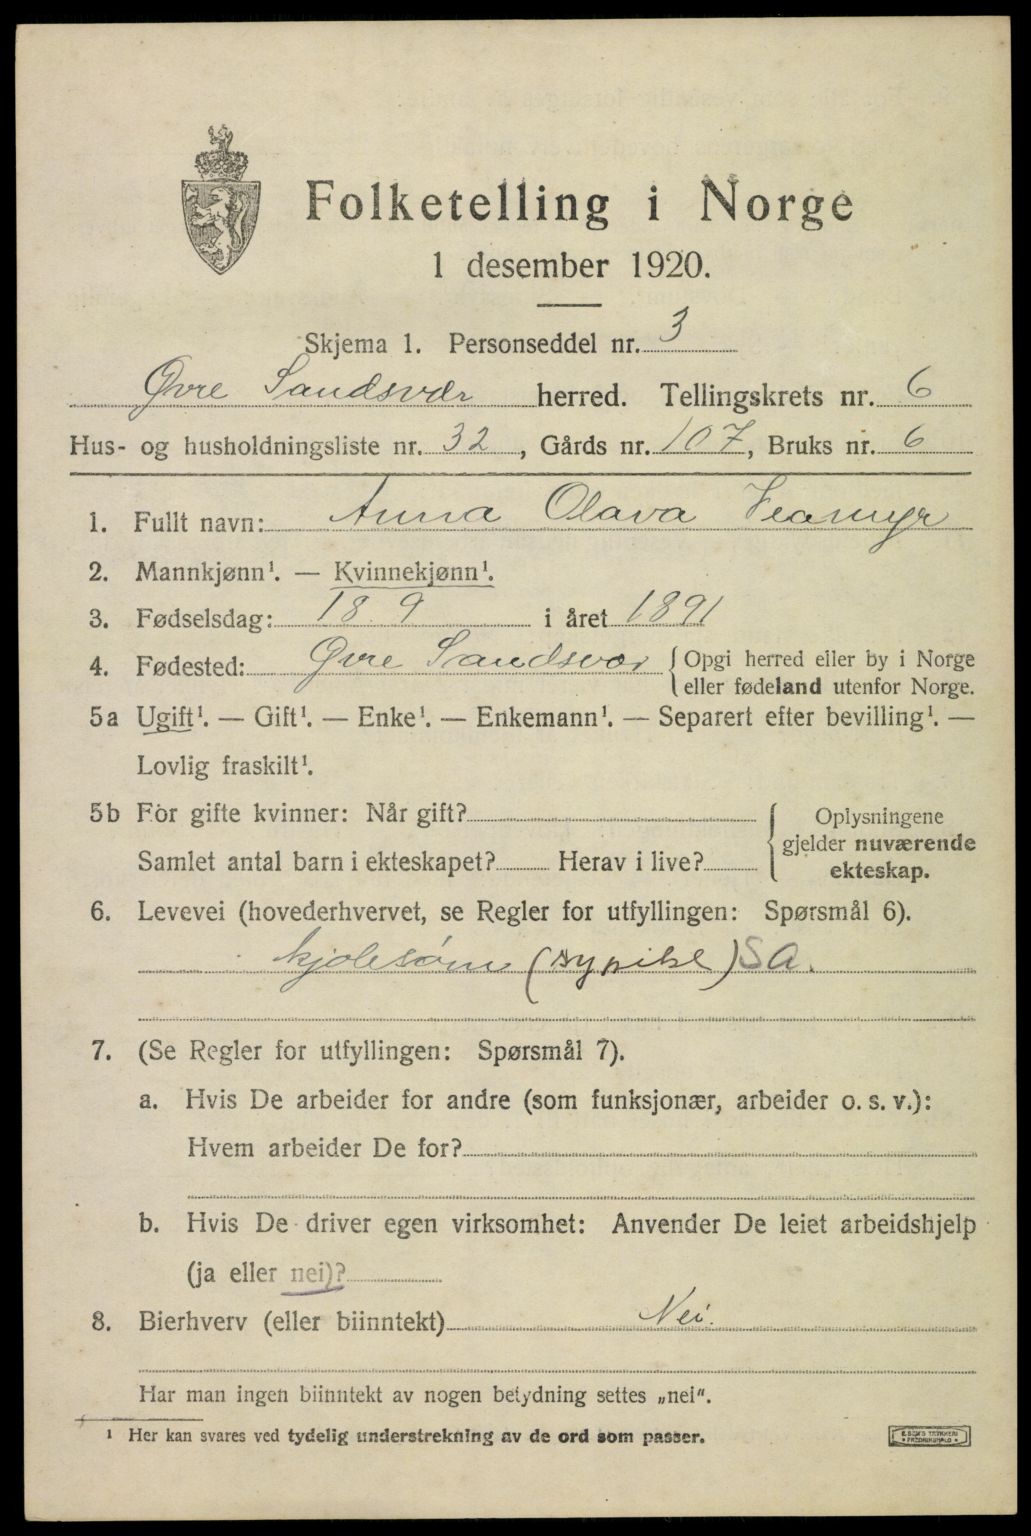 Folketelling i Norge
1 desember 1920.
Skjema 1. Personseddel nr. 3
Øvre Sandsvær herred. Tellingskrets nr. 6
Hus- og husholdningsliste nr. 32, Gårds nr. 107, Bruks nr. 6
1. Fullt navn: Anna Olava Veamyr
2. Mannkjønn¹. — Kvinnekjønn¹.
3. Fødselsdag: 18 9 i året 1891
4. Fødested: Øvre Sandsvær {Opgi herred eller by i Norge
eller fødeland utenfor Norge.
5a Ugift¹. — Gift¹. — Enke¹. — Enkemann¹. — Separert efter bevilling¹. —
Lovlig fraskilt¹.
5b For gifte kvinner: Når gift?
Samlet antal barn i ekteskapet? Herav i live?
{Oplysningene
gjelder nuværende
ekteskap.
6. Levevei (hovederhvervet, se Regler for utfyllingen: Spørsmål 6).
kjolesøm (sypike) SA.
7. (Se Regler for utfyllingen: Spørsmål 7).
a. Hvis De arbeider for andre (som funksjonær, arbeider o. s. v.):
Hvem arbeider De for?
b. Hvis De driver egen virksomhet: Anvender De leiet arbeidshjelp
(ja eller nei)?
8. Bierhverv (eller biinntekt) Nei.
Har man ingen biinntekt av nogen betydning settes „nei“.
¹ Her kan svares ved tydelig understrekning av de ord som passer.